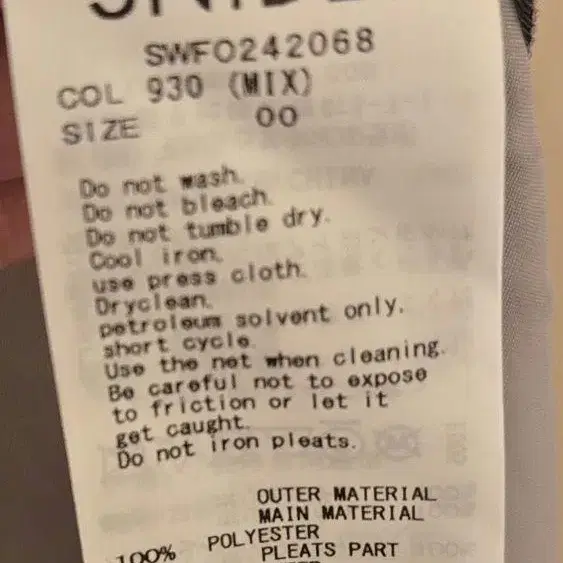 SWFO242068
COL 930 (MIX)
SIZE OO
Do not wash.
Do not bleach.
Do not tumble dry.
Cool iron.
use press cloth.
Dryclean.
petroleum solvent only.
short cycle.
Use the net when cleaning.
Be careful not to expose
to friction or let it
get caught.
Do not iron pleats.
OUTER MATERIAL
MAIN MATERIAL
100% POLYESTER
PLEATS PART